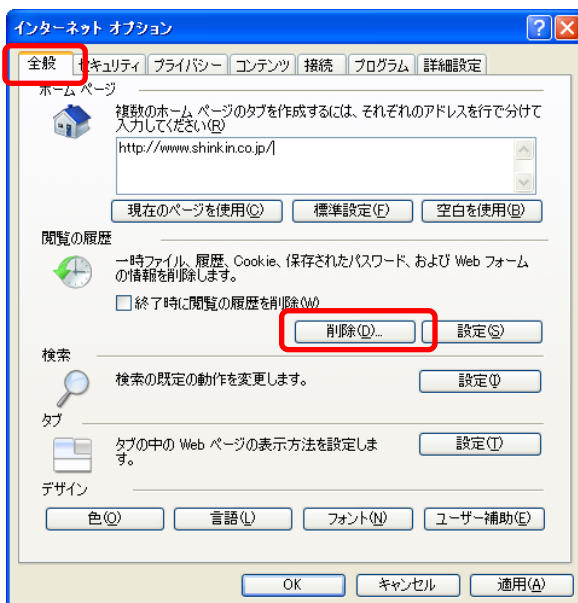 インターネット オプション
全般 セキュリティ プライバシー コンテンツ 接続 プログラム 詳細設定
ホーム ページ
複数のホーム ページのタブを作成するには、それぞれのアドレスを行で分けて
入力してください(R)
http://www.shinkin.co.jp/
現在のページを使用(C) 標準設定(F) 空白を使用(B)
閲覧の履歴
一時ファイル、履歴、Cookie、保存されたパスワード、および Web フォーム
の情報を削除します。
終了時に閲覧の履歴を削除(W)
削除(D)... 設定(S)
検索
検索の既定の動作を変更します。
設定(I)
タブ
タブの中の Web ページの表示方法を設定しま
す。
設定(T)
デザイン
色(O) 言語(L) フォント(N) ユーザー補助(E)
OK キャンセル 適用(A)